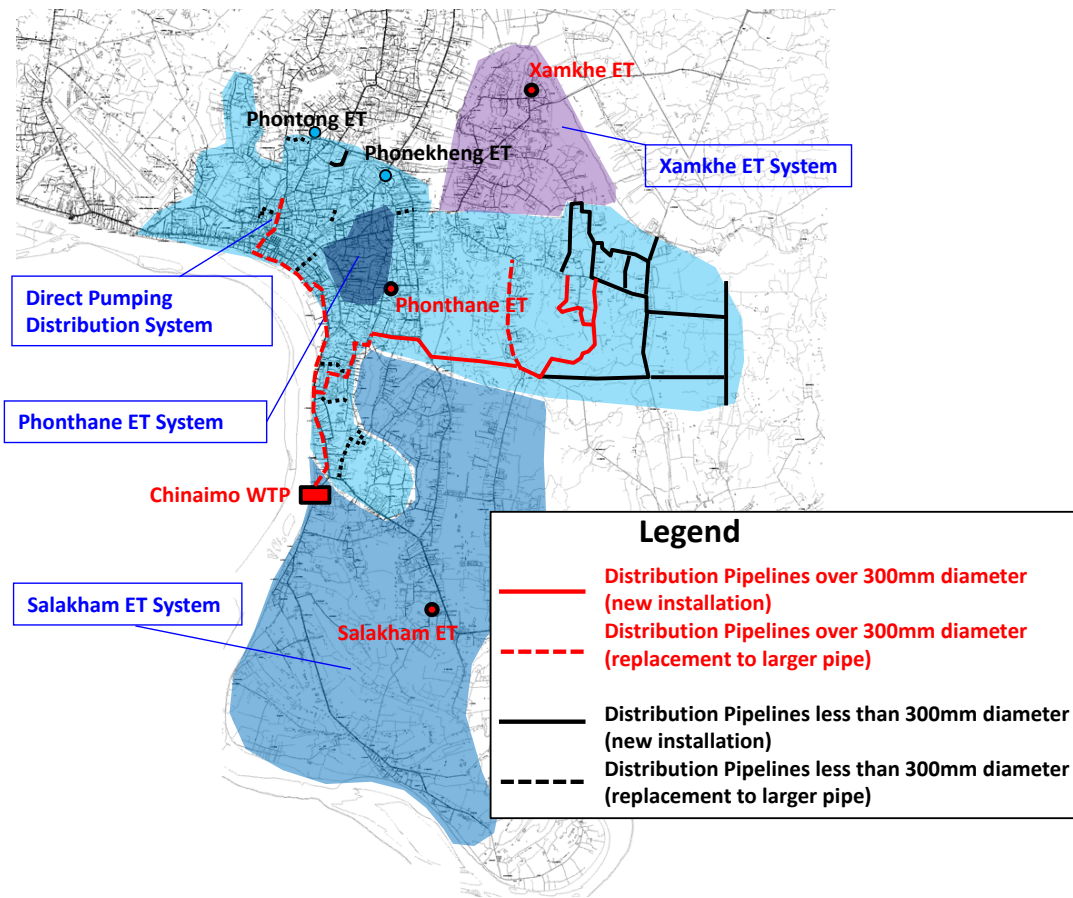 Xamkhe ET
Phontong ET
Phonekheng ET
Xamkhe ET System
Direct Pumping
Distribution System
Phonthane ET
Phonthane ET System
Chinaimo WTP
Salakham ET System
Salakham ET
Legend
Distribution Pipelines over 300mm diameter
(new installation)
Distribution Pipelines over 300mm diameter
(replacement to larger pipe)
Distribution Pipelines less than 300mm diameter
(new installation)
Distribution Pipelines less than 300mm diameter
(replacement to larger pipe)